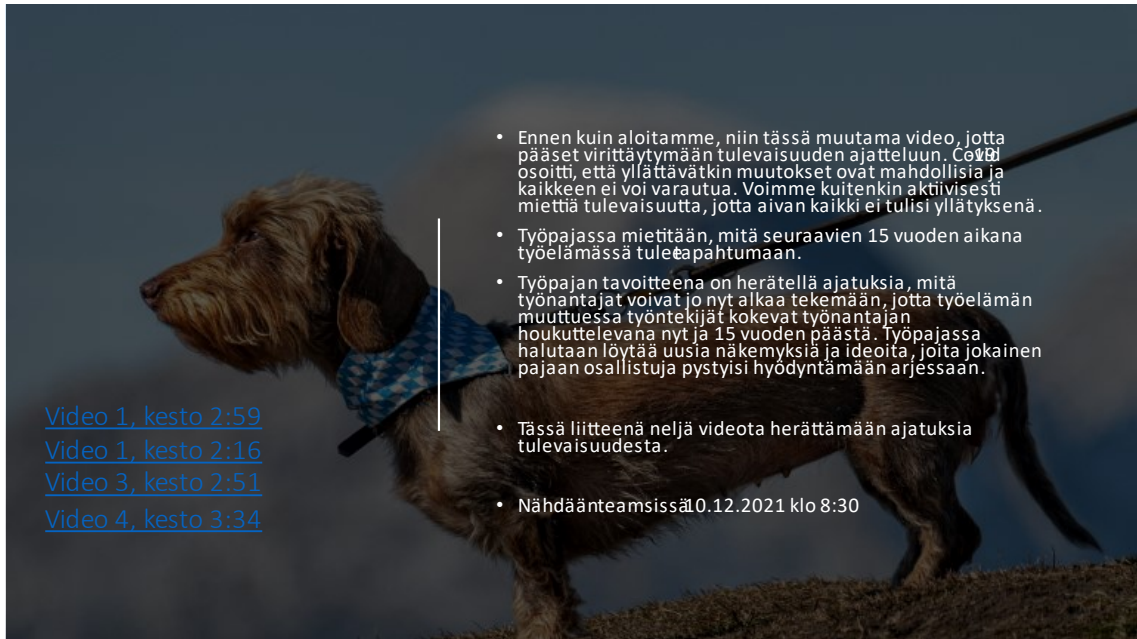 • Ennen kuin aloitamme, niin tässä muutama video, jotta
pääset virittäytymään tulevaisuuden ajatteluun. Covid-19
osoitti, että yllättävätkin muutokset ovat mahdollisia ja
kaikkeen ei voi varautua. Voimme kuitenkin aktiivisesti
miettiä tulevaisuutta, jotta aivan kaikki ei tulisi yllätyksenä.
• Työpajassa mietitään, mitä seuraavien 15 vuoden aikana
työelämässä tulee tapahtumaan.
• Työpajan tavoitteena on herätellä ajatuksia, mitä
työnantajat voivat jo nyt alkaa tekemään, jotta työelämän
muuttuessa työntekijät kokevat työnantajan
houkuttelevana nyt ja 15 vuoden päästä. Työpajassa
halutaan löytää uusia näkemyksiä ja ideoita, joita jokainen
pajaan osallistuja pystyisi hyödyntämään arjessaan.
• Tässä liitteenä neljä videota herättämään ajatuksia
tulevaisuudesta.
• Nähdään teamsissä 10.12.2021 klo 8:30
Video 1, kesto 2:59
Video 1, kesto 2:16
Video 3, kesto 2:51
Video 4, kesto 3:34